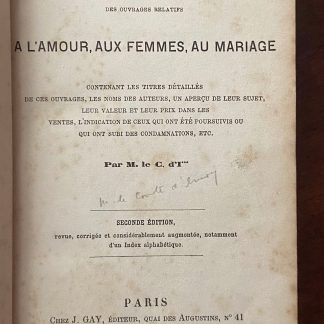 DES OUVRAGES RELATIFS
A L'AMOUR, AUX FEMMES, AU MARIAGE
CONTENANT LES TITRES DÉTAILLÉS
DE CES OUVRAGES, LES NOMS DES AUTEURS, UN APERÇU DE LEUR SUJET,
LEUR VALEUR ET LEUR PRIX DANS LES
VENTES, L'INDICATION DE CEUX QUI ONT ÉTÉ POURSUIVIS OU
QUI ONT SUBI DES CONDAMNATIONS, ETC.
Par M. le C. d'I***
M. le Comte d'
SECONDE ÉDITION,
revue, corrigée et considérablement augmentée, notamment
d'un Index alphabétique.
PARIS
CHEZ J. GAY, ÉDITEUR, QUAI DES AUGUSTINS, N° 41